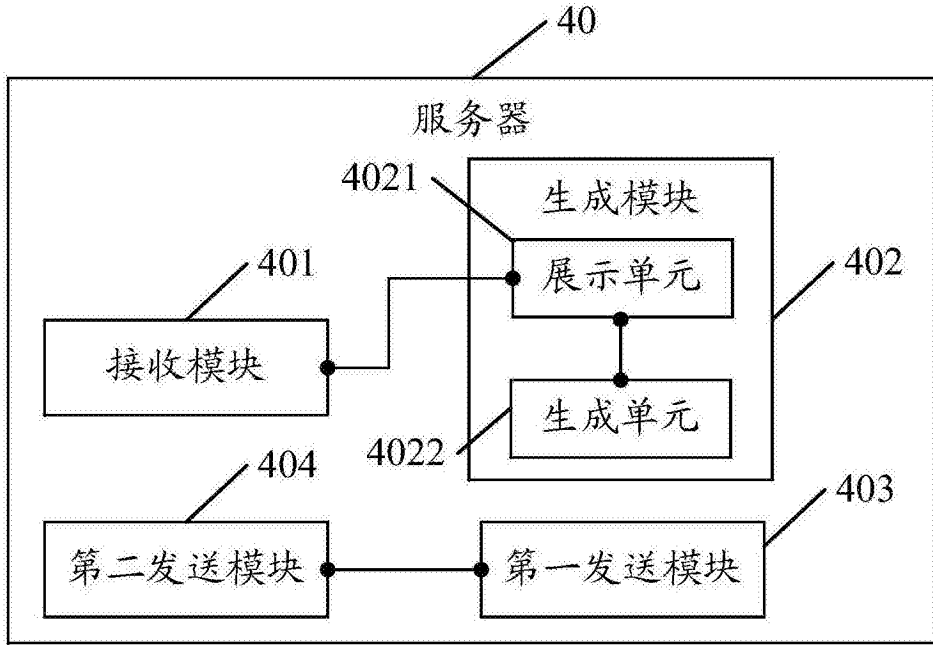 40
服务器
4021
生成模块
401
展示单元
402
接收模块
生成单元
4022
404
403
第二发送模块
第一发送模块